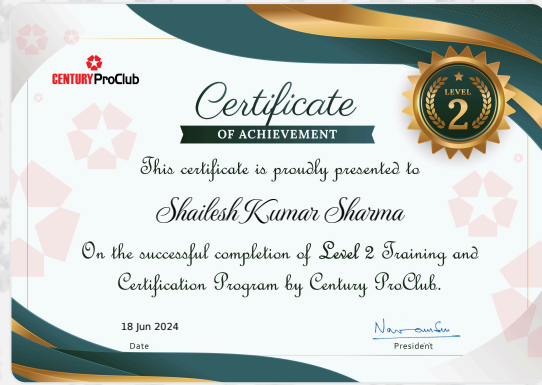 CENTURY ProClub
Certificate
OF ACHIEVEMENT
LEVEL
2
This certificate is proudly presented to
Shailesh Kumar Sharma
On the successful completion of Level 2 Training and
Certification Program by Century ProClub.
18 Jun 2024
Date
President